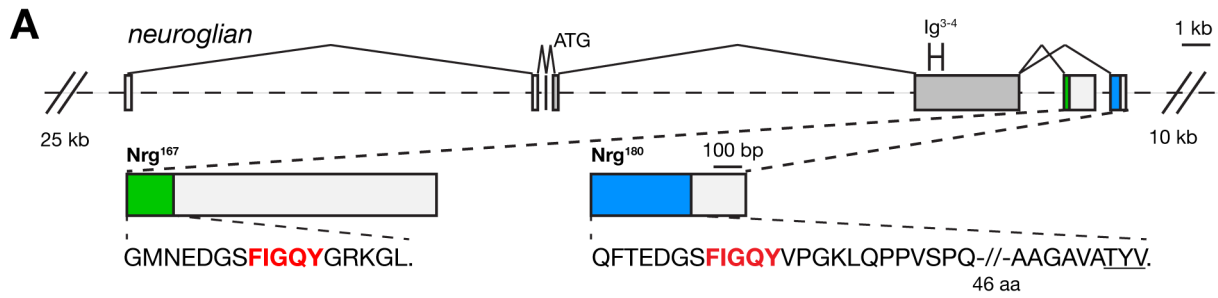 A
neuroglian
ATG
Ig3-4
1 kb
25 kb
10 kb
Nrg167
Nrg180
100 bp
GMNEDGSFIGQYGRKGL.
QFTEDGSFIGQYVPGKLQPPVSPQ-//-AAGAVATYV.
46 aa